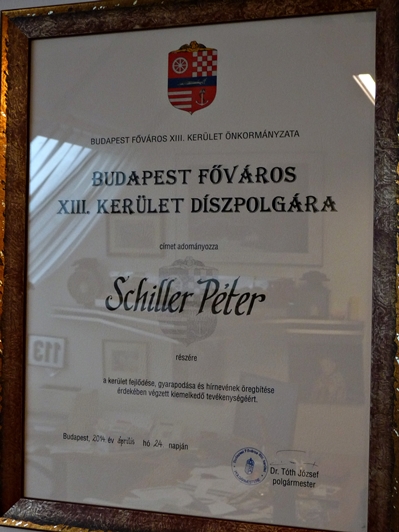 BUDAPEST FŐVÁROS XIII. KERÜLET ÖNKORMÁNYZATA
BUDAPEST FŐVÁROS
XIII. KERÜLET DÍSZPOLGÁRA
címet adományozza
Schiller Péter
részére
a kerület fejlődése, gyarapodása és hírnevének öregbítése
érdekében végzett kiemelkedő tevékenységéért.
Budapest, 2014 év április hó 24 napján
Dr. Tóth József
polgármester